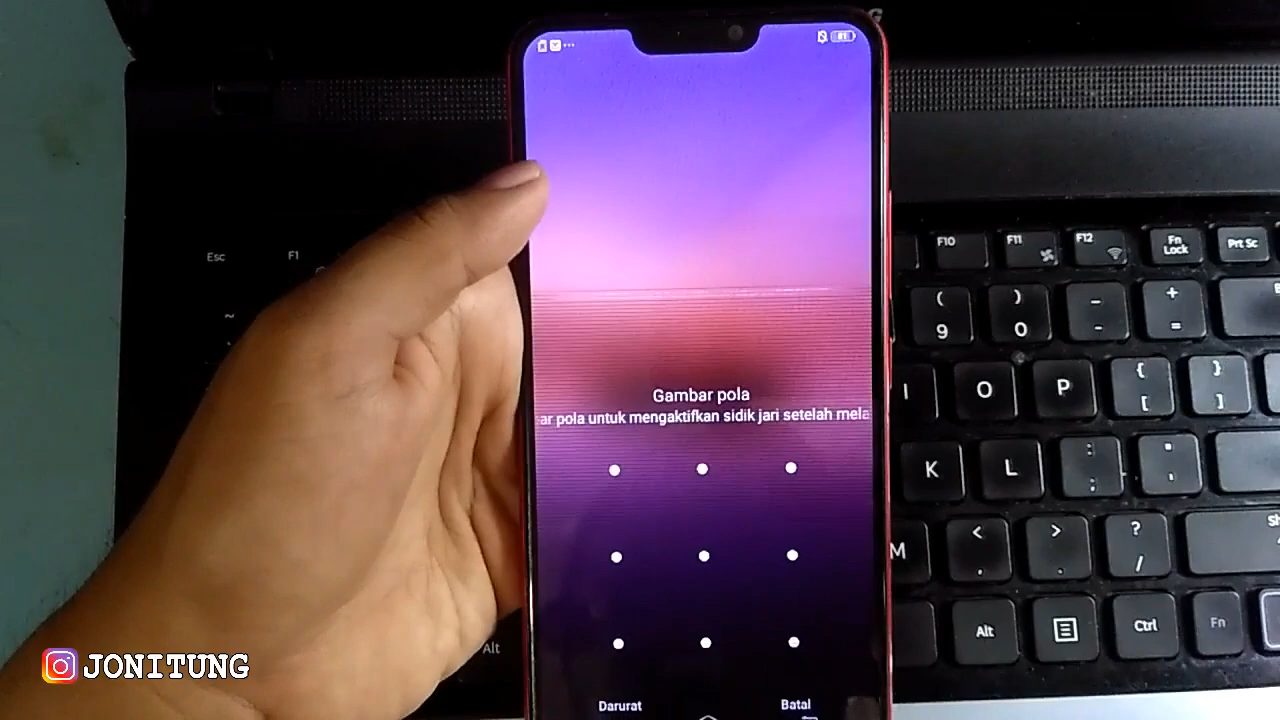 G
81
Gambar pola
ar pola untuk mengaktifkan sidik jari setelah mela
Darurat
Batal
Esc
F1
~
F10
F11
F12
Fn Lock
Prt Sc
(
9
)
0
_
-
+
=
I
O
P
{
[
}
]
K
L
:
;
"
'
M
<
,
>
.
?
/
Alt
Alt
Ctrl
Fn
JONITUNG